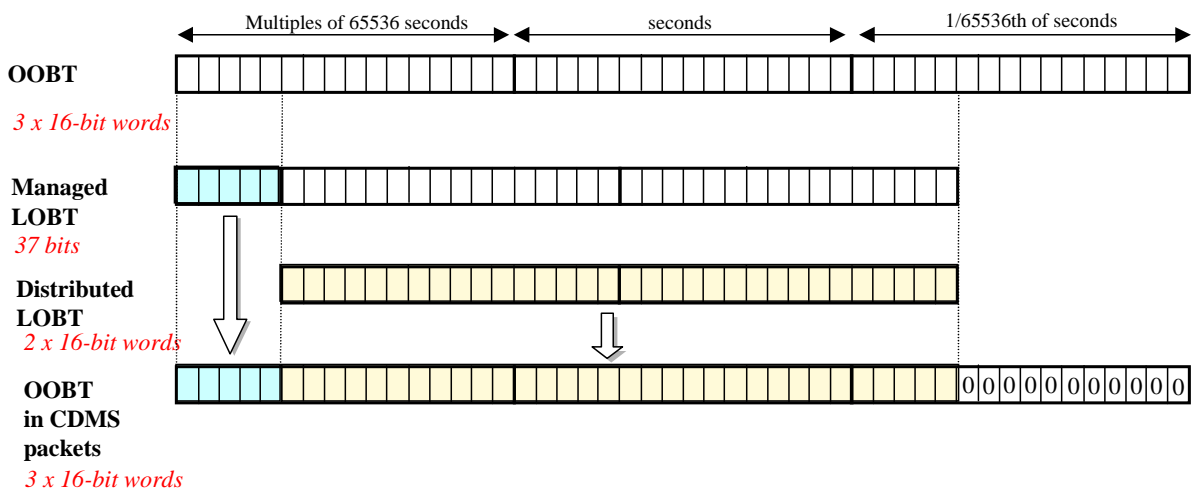 Multiples of 65536 seconds
seconds
1/65536th of seconds
OOBT
3 x 16-bit words
Managed
LOBT
37 bits
Distributed
LOBT
2 x 16-bit words
OOBT
in CDMS
packets
0 0 0 0 0 0 0 0 0 0 0
3 x 16-bit words